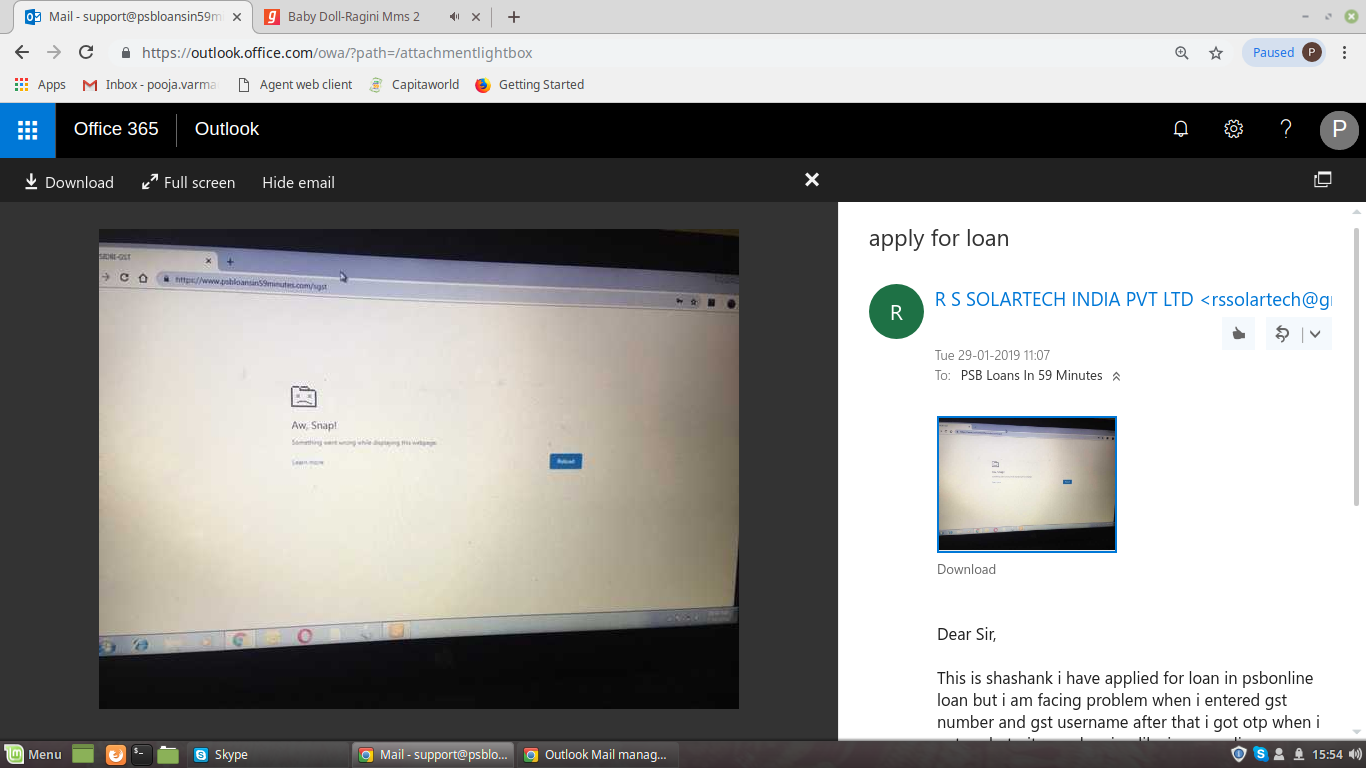 Mail - support@psbloansin59m
Baby Doll-Ragini Mms 2
https://outlook.office.com/owa/?path=/attachmentlightbox
Paused P
Apps
Inbox - pooja.varma
Agent web client
Capitaworld
Getting Started
Office 365
Outlook
P
Download
Full screen
Hide email
SIDBI-GST
https://www.psbloansin59minutes.com/sgst
Aw, Snap!
Something went wrong while displaying this webpage.
Learn more
Reload
apply for loan
R
R S SOLARTECH INDIA PVT LTD <rssolartech@g
Tue 29-01-2019 11:07
To: PSB Loans In 59 Minutes
Download
Dear Sir,
This is shashank i have applied for loan in psbonline
loan but i am facing problem when i entered gst
number and gst username after that i got otp when i
Menu
Skype
Mail - support@psblo...
Outlook Mail manag...
15:54